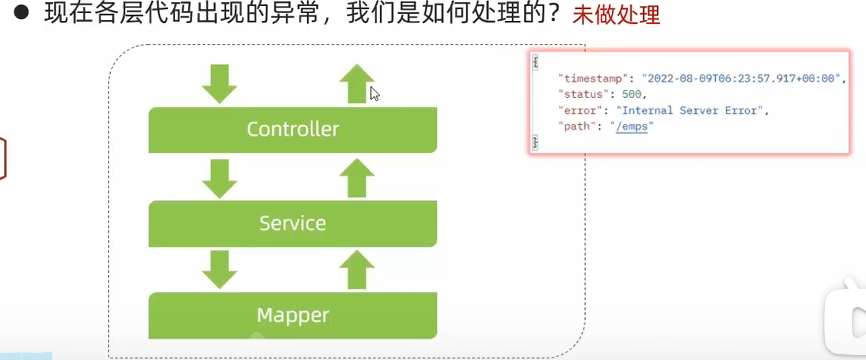 ● 现在各层代码出现的异常，我们是如何处理的？未做处理
Controller
Service
Mapper
{
"timestamp": "2022-08-09T06:23:57.917+00:00",
"status": 500,
"error": "Internal Server Error",
"path": "/emps"
}